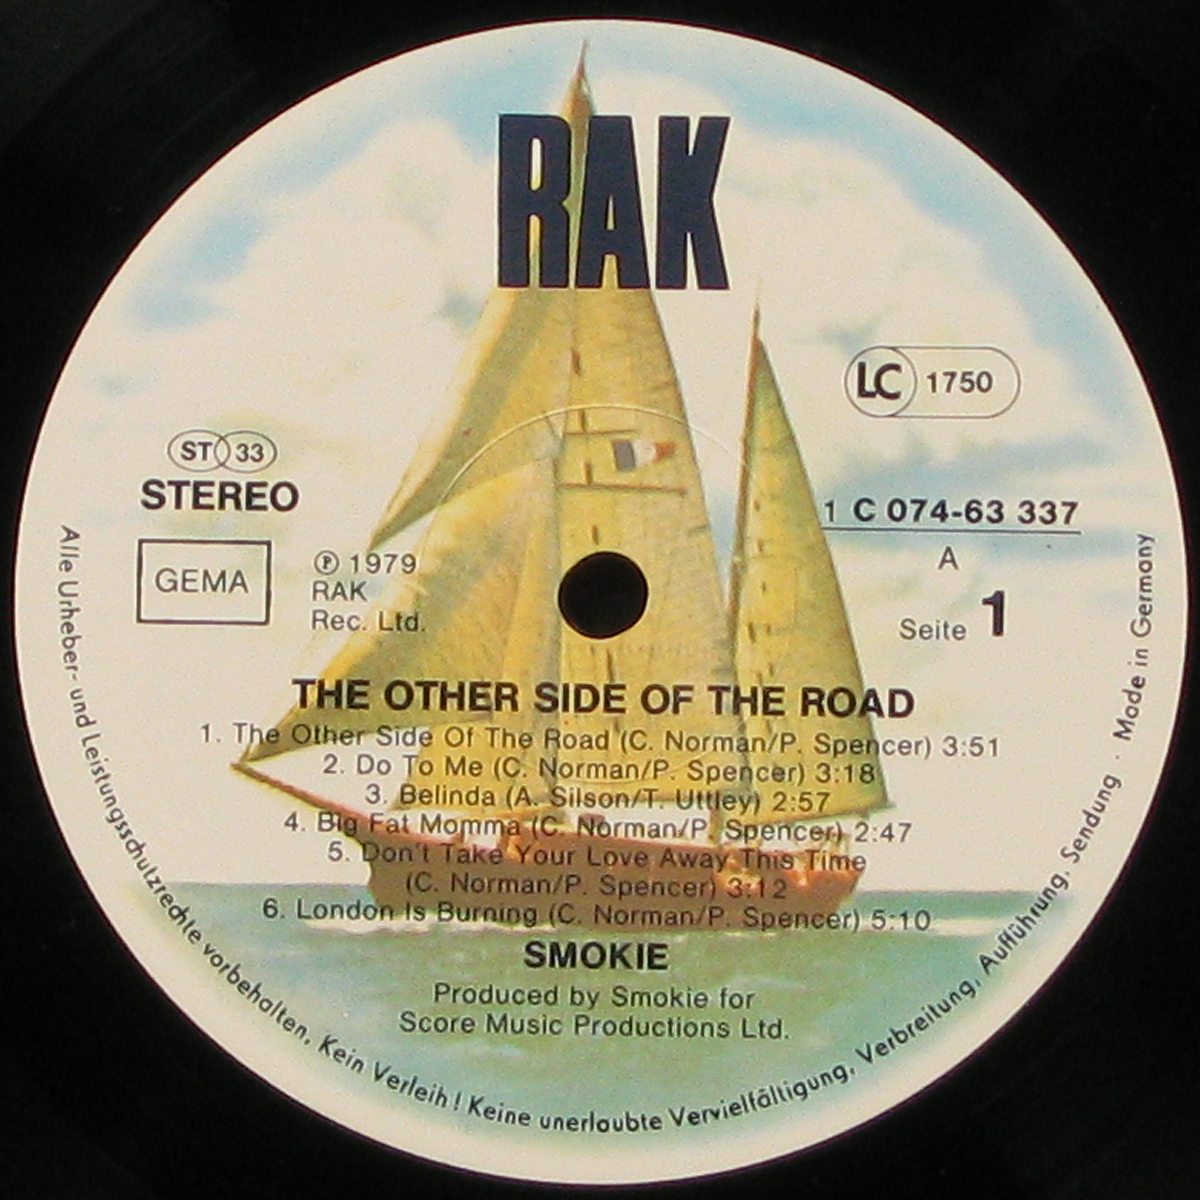 RAK
LC 1750
ST 33
STEREO
1 C 074-63 337
GEMA
℗ 1979
RAK
Rec. Ltd.
A
Seite 1
THE OTHER SIDE OF THE ROAD
1. The Other Side Of The Road (C. Norman/P. Spencer) 3:51
2. Do To Me (C. Norman/P. Spencer) 3:18
3. Belinda (A. Silson/T. Uttley) 2:57
4. Big Fat Momma (C. Norman/P. Spencer) 2:47
5. Don't Take Your Love Away This Time
(C. Norman/P. Spencer) 3:12
6. London Is Burning (C. Norman/P. Spencer) 5:10
SMOKIE
Produced by Smokie for
Score Music Productions Ltd.
Alle Urheber- und Leistungsschutzrechte vorbehalten, Kein Verleih! Keine unerlaubte Vervielfältigung, Verbreitung, Aufführung, Sendung · Made in Germany